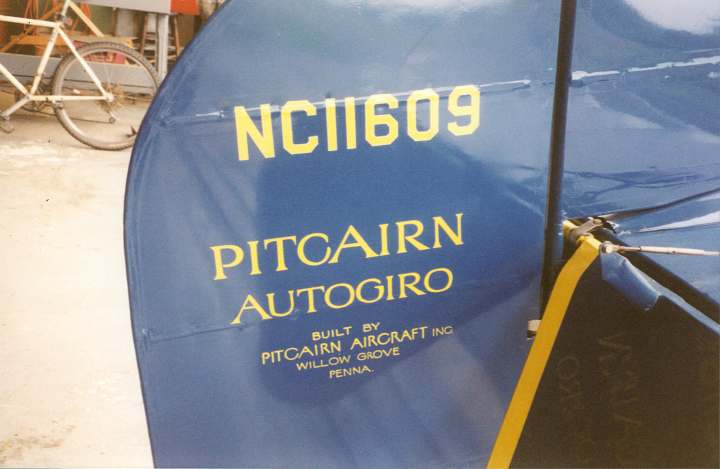 NC11609
PITCAIRN
AUTOGIRO
BUILT BY
PITCAIRN AIRCRAFT INC
WILLOW GROVE
PENNA.